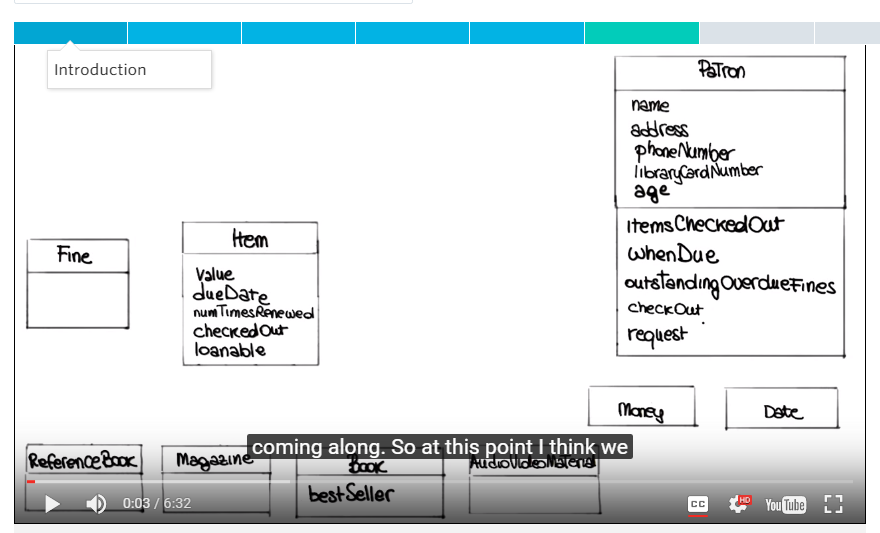 Introduction
Patron
name
address
phoneNumber
libraryCardNumber
age
itemsCheckedOut
whenDue
outstandingOverdueFines
checkOut
request
Fine
Item
value
dueDate
numTimesRenewed
checkedOut
loanable
Money
Date
coming along. So at this point I think we
ReferenceBook
Magazine
Book
AudioVideoMaterial
bestSeller
0:03 / 6:32
CC
HD
YouTube